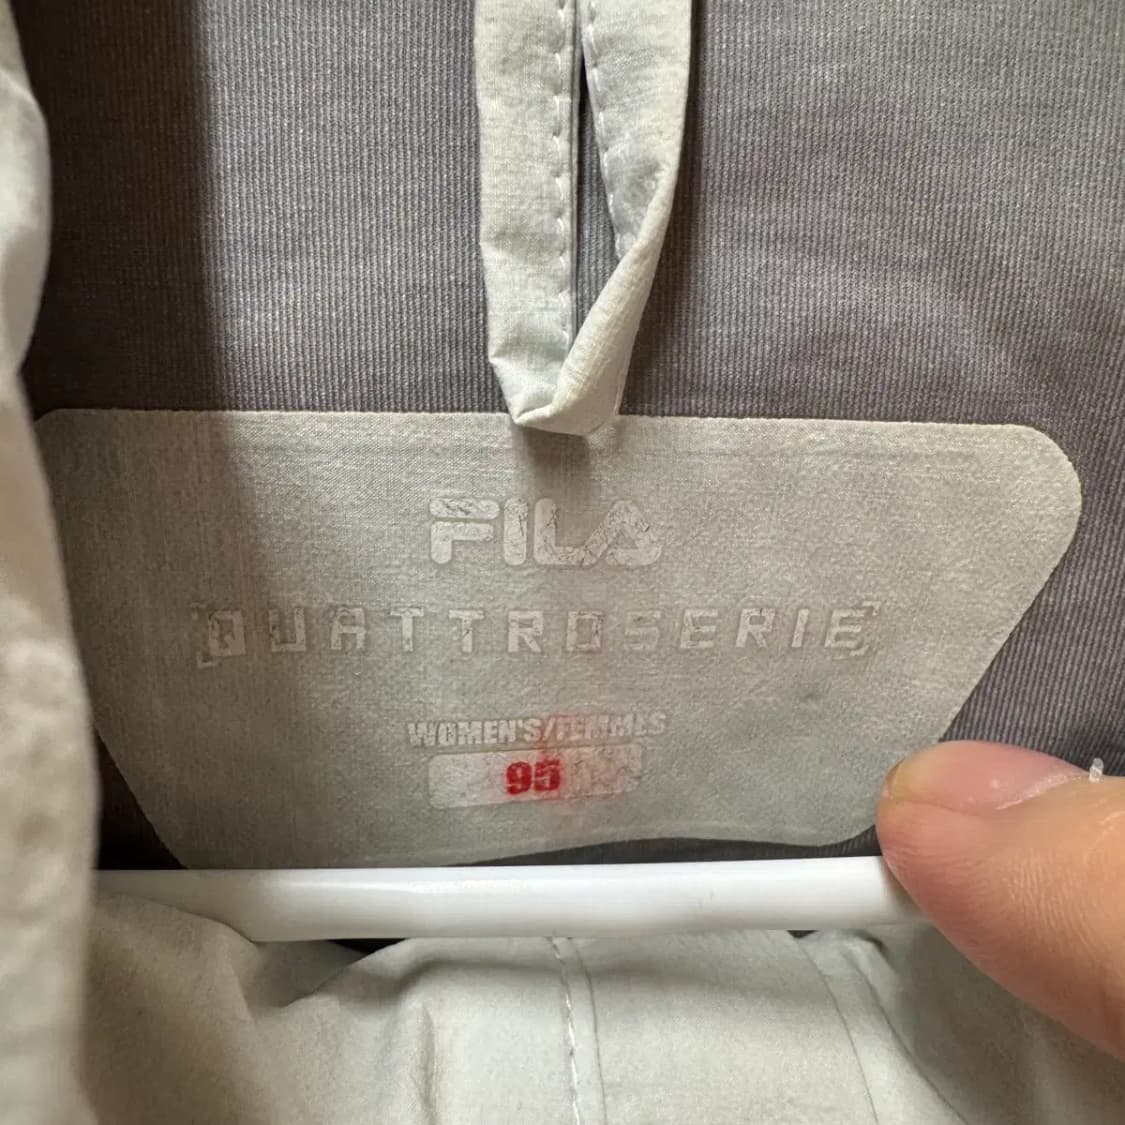 FILA
QUATTROSERIE
WOMEN'S/FEMMES
95